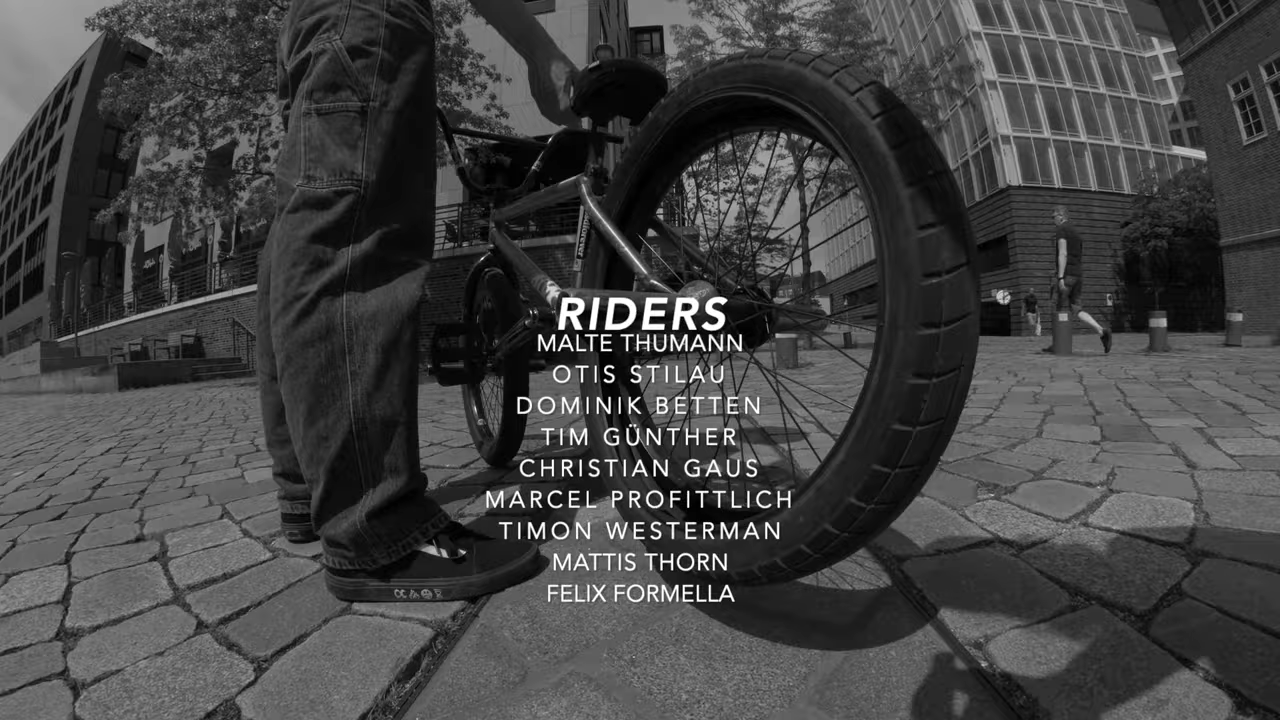 RIDERS
MALTE THUMANN
OTIS STILAU
DOMINIK BETTEN
TIM GÜNTHER
CHRISTIAN GAUS
MARCEL PROFITTLICH
TIMON WESTERMAN
MATTIS THORN
FELIX FORMELLA